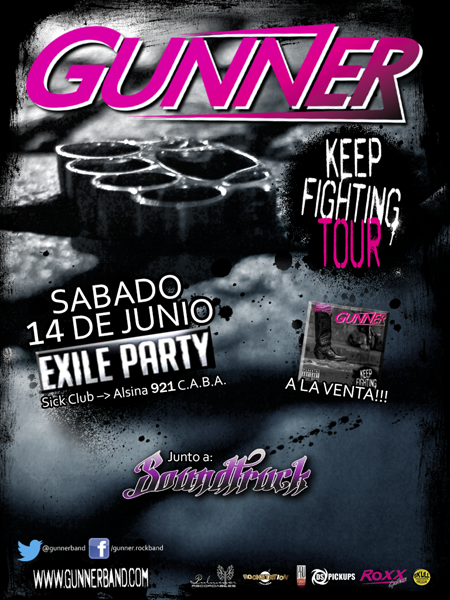 GUNNER
KEEP
FIGHTING
TOUR
SABADO
14 DE JUNIO
EXILE PARTY
Sick Club –> Alsina 921 C.A.B.A.
GUNNER
KEEP
FIGHTING
A LA VENTA!!!
Junto a:
Soundtruck
@gunnerband
/gunner.rockband
WWW.GUNNERBAND.COM
DS PICKUPS
ROXX